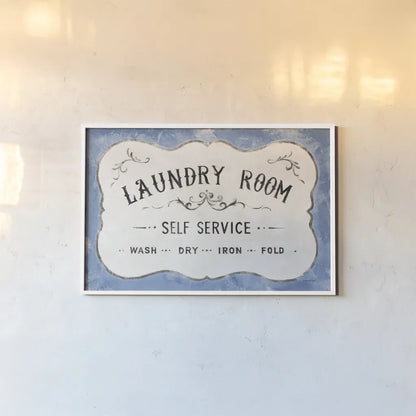 LAUNDRY ROOM
SELF SERVICE
WASH ··· DRY ··· IRON ··· FOLD